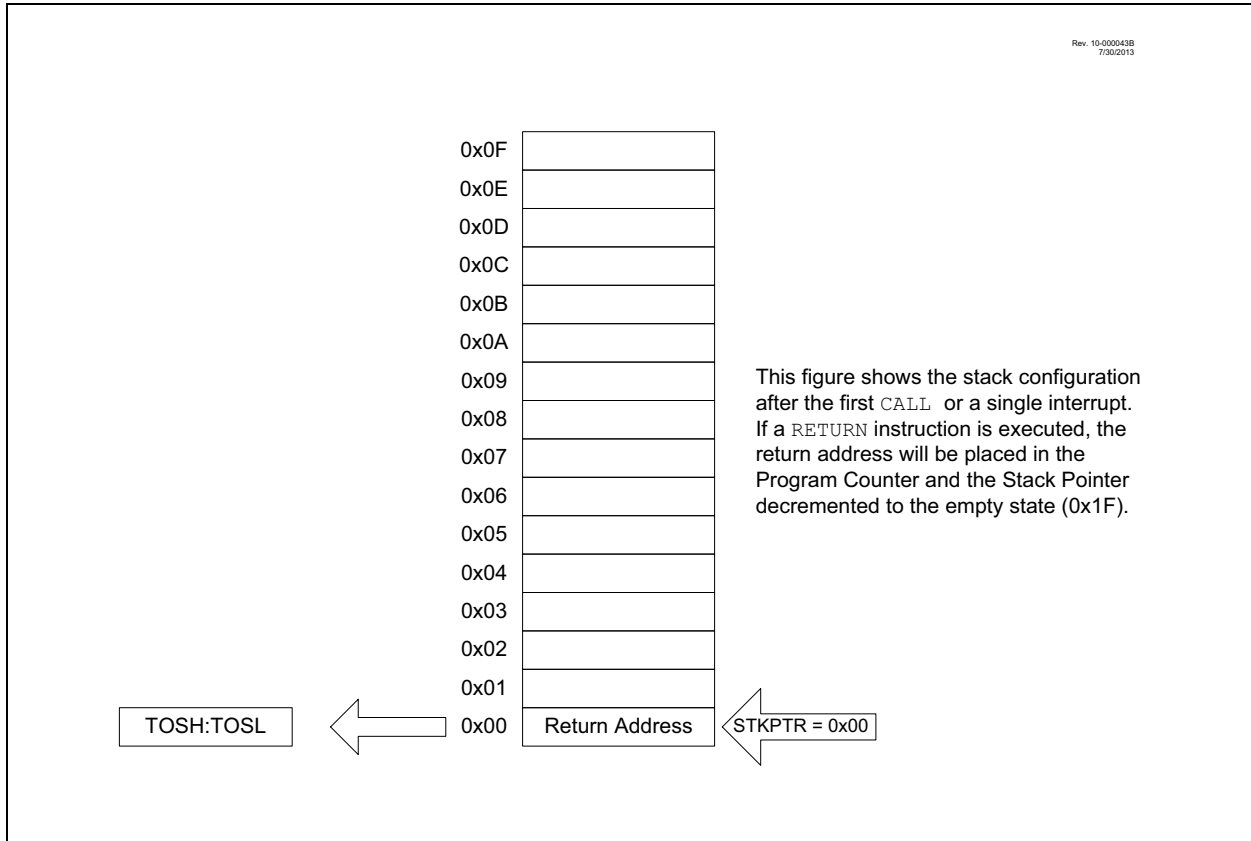 Rev. 10-000043B
7/30/2013
0x0F
0x0E
0x0D
0x0C
0x0B
0x0A
0x09
0x08
0x07
0x06
0x05
0x04
0x03
0x02
0x01
0x00
This figure shows the stack configuration
after the first CALL or a single interrupt.
If a RETURN instruction is executed, the
return address will be placed in the
Program Counter and the Stack Pointer
decremented to the empty state (0x1F).
TOSH:TOSL
Return Address
STKPTR = 0x00